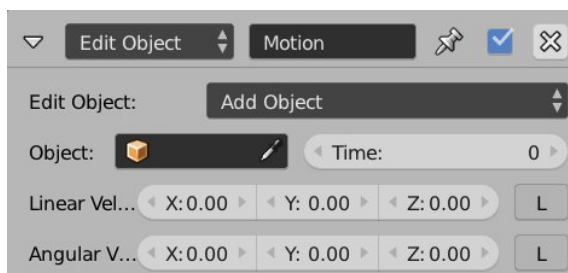 Edit Object Motion
Edit Object: Add Object
Object: Time: 0
Linear Vel... X: 0.00 Y: 0.00 Z: 0.00 L
Angular V... X: 0.00 Y: 0.00 Z: 0.00 L